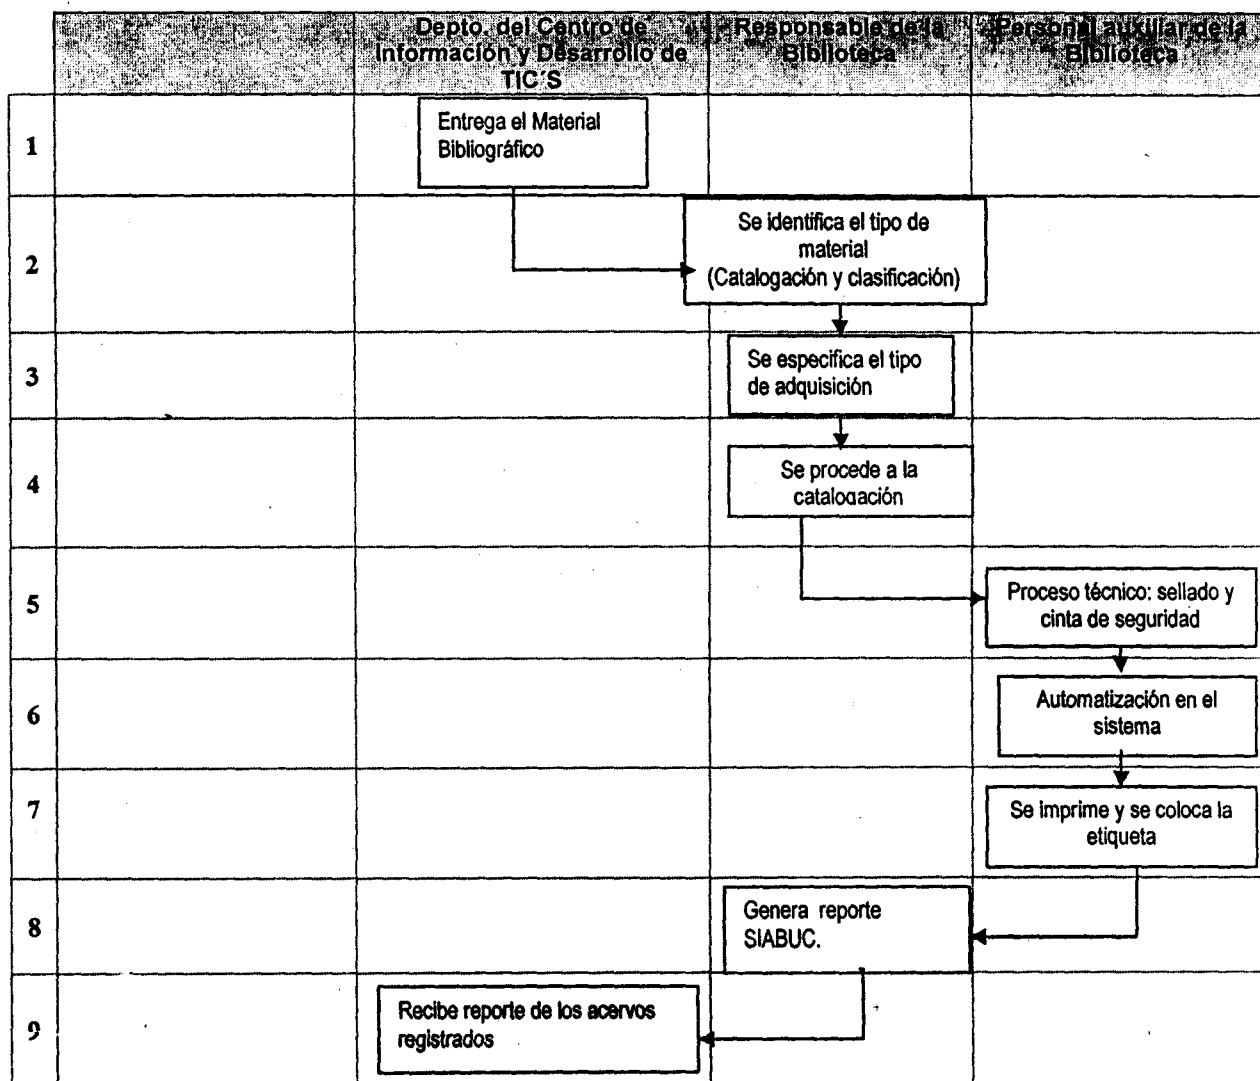 Depto. del Centro de
Información y Desarrollo de
TIC´S
Responsable de la
Biblioteca
Personal auxiliar de la
Biblioteca
1
Entrega el Material
Bibliográfico
2
Se identifica el tipo de
material
(Catalogación y clasificación)
3
Se especifica el tipo
de adquisición
4
Se procede a la
catalogación
5
Proceso técnico: sellado y
cinta de seguridad
6
Automatización en el
sistema
7
Se imprime y se coloca la
etiqueta
8
Genera reporte
SIABUC.
9
Recibe reporte de los acervos
registrados